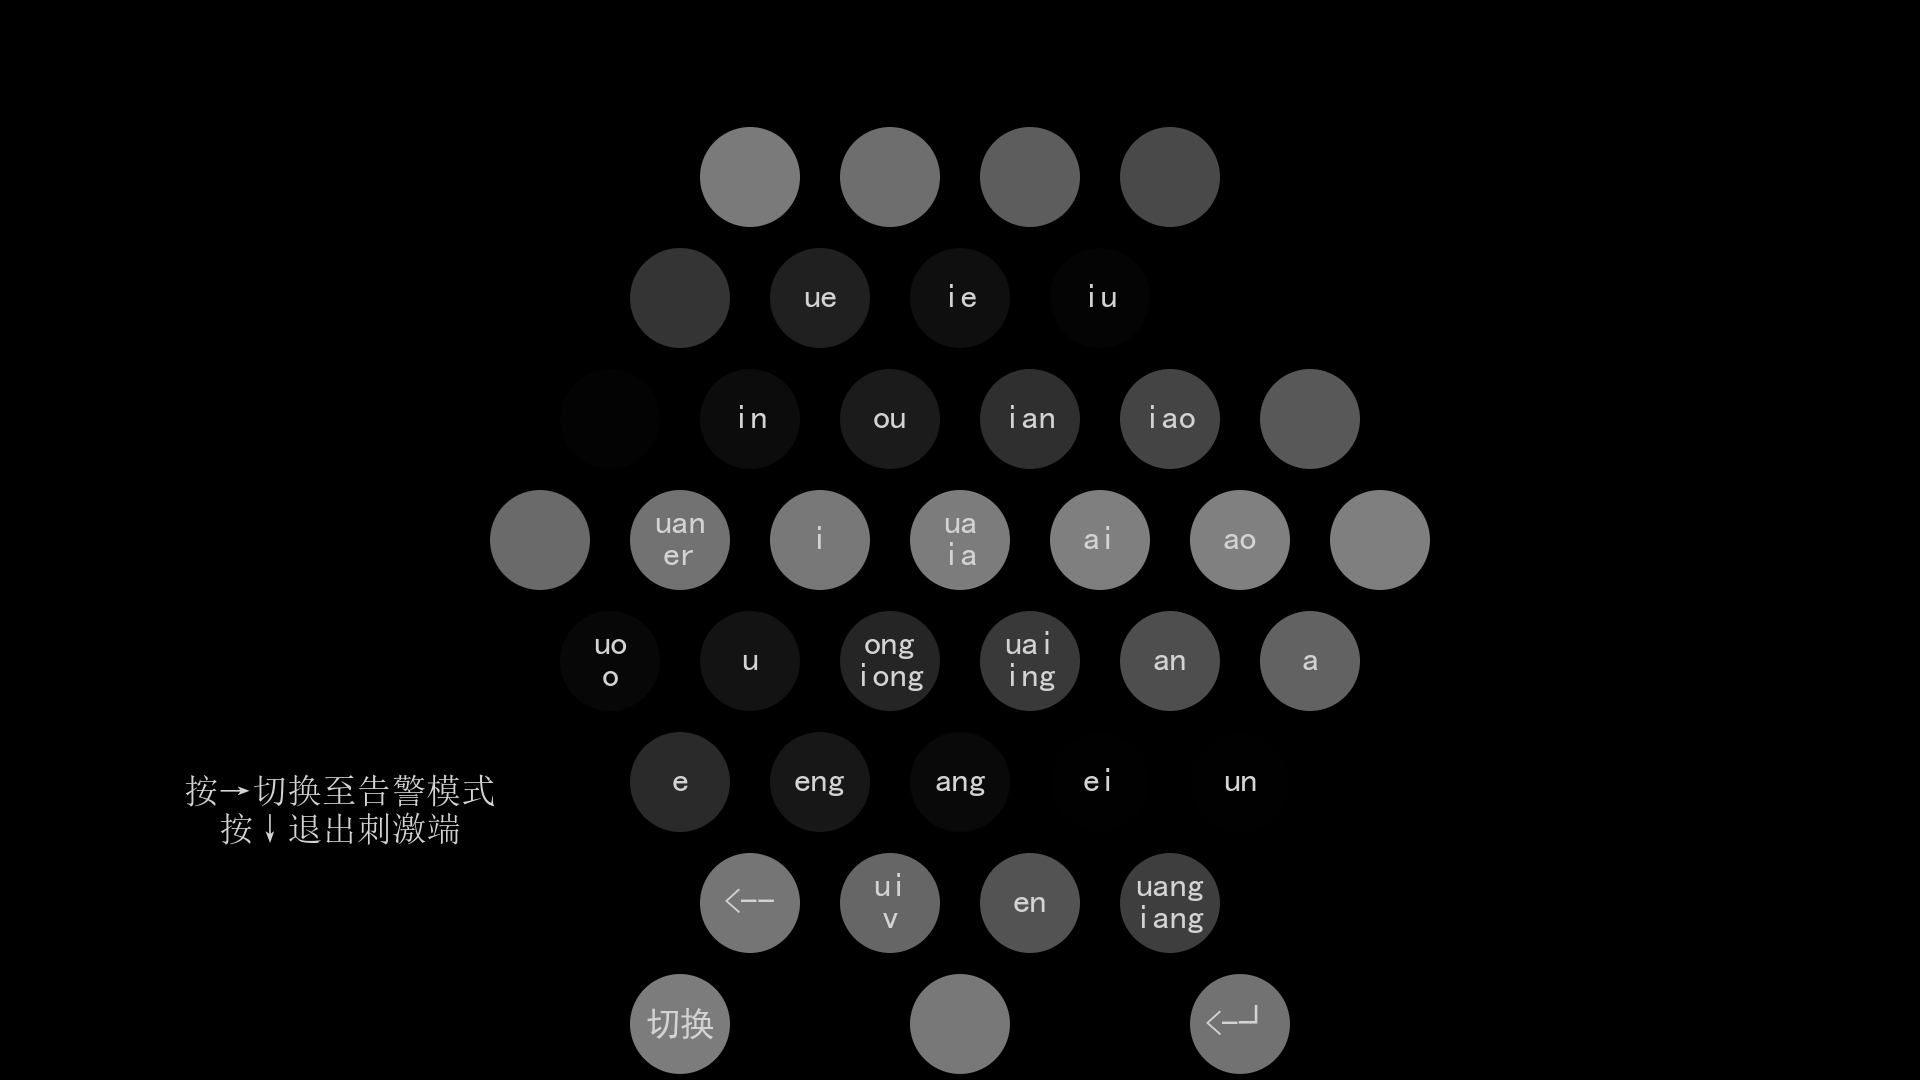 ue
ie
iu
in
ou
ian
iao
uan
er
i
ua
ia
ai
ao
uo
o
u
ong
iong
uai
ing
an
a
e
eng
ang
ei
un
按→切换至告警模式
按↓退出刺激端
<--
ui
v
en
uang
iang
切换
<-┘